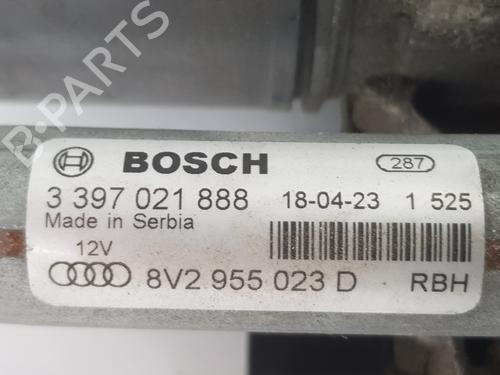 B-PARTS
BOSCH 287
3 397 021 888 18-04-23 1 525
Made in Serbia
12V
8V2 955 023 D RBH